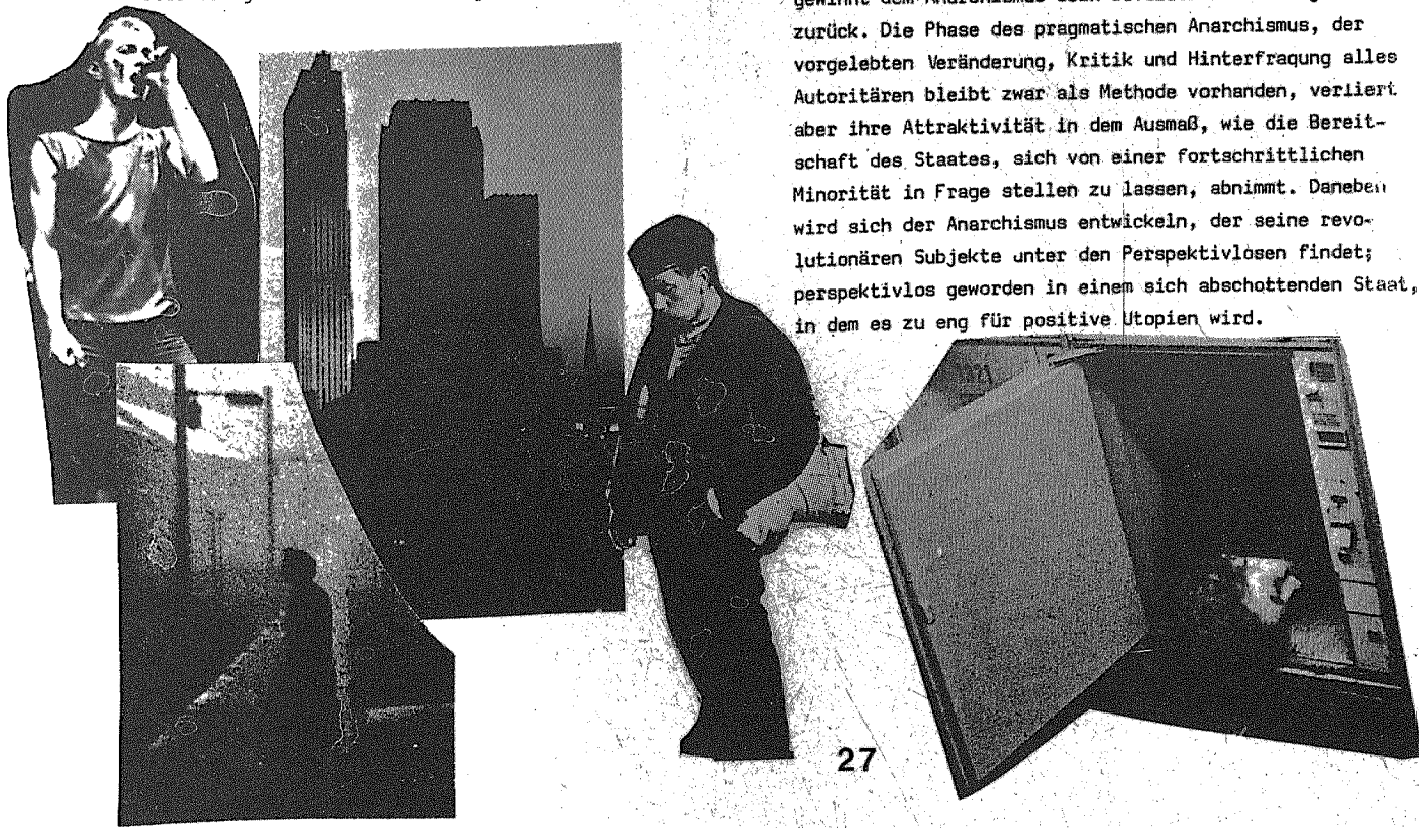 zurück. Die Phase des pragmatischen Anarchismus, der
vorgelebten Veränderung, Kritik und Hinterfragung alles
Autoritären bleibt zwar als Methode vorhanden, verliert
aber ihre Attraktivität in dem Ausmaß, wie die Bereit-
schaft des Staates, sich von einer fortschrittlichen
Minorität in Frage stellen zu lassen, abnimmt. Daneben
wird sich der Anarchismus entwickeln, der seine revo-
lutionären Subjekte unter den Perspektivlosen findet;
perspektivlos geworden in einem sich abschottenden Staat,
in dem es zu eng für positive Utopien wird.
27